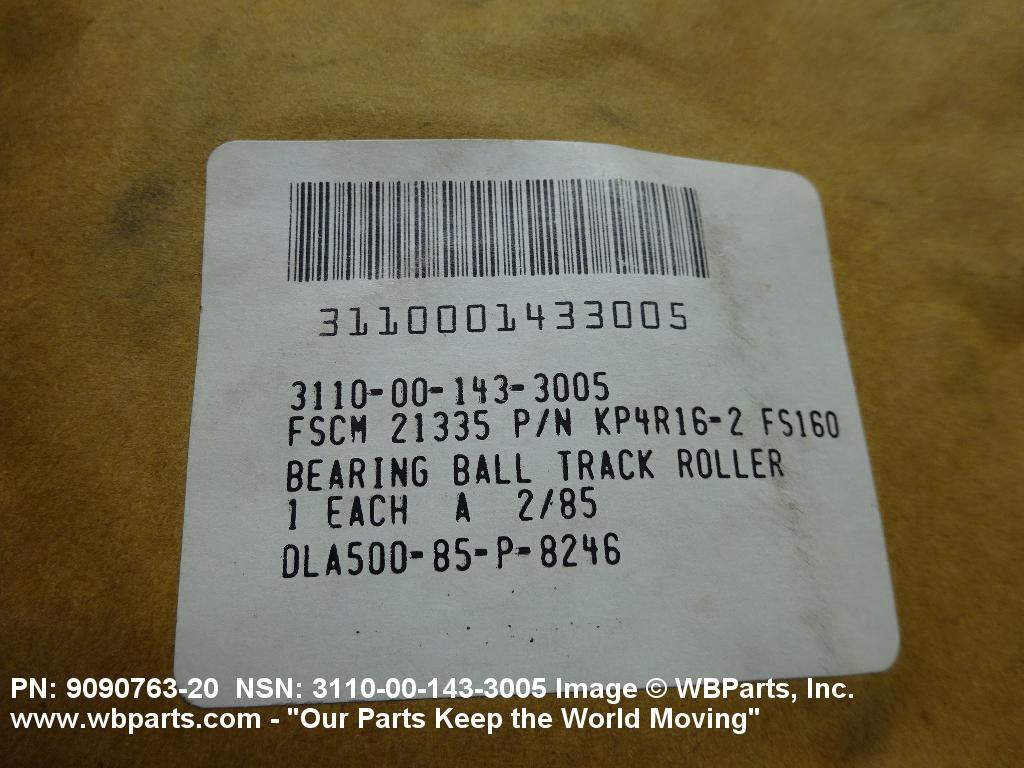 3110001433005
3110-00-143-3005
FSCM 21335 P/N KP4R16-2 FS160
BEARING BALL TRACK ROLLER
1 EACH A 2/85
DLA500-85-P-8246
PN: 9090763-20 NSN: 3110-00-143-3005 Image © WBParts, Inc.
www.wbparts.com - "Our Parts Keep the World Moving"